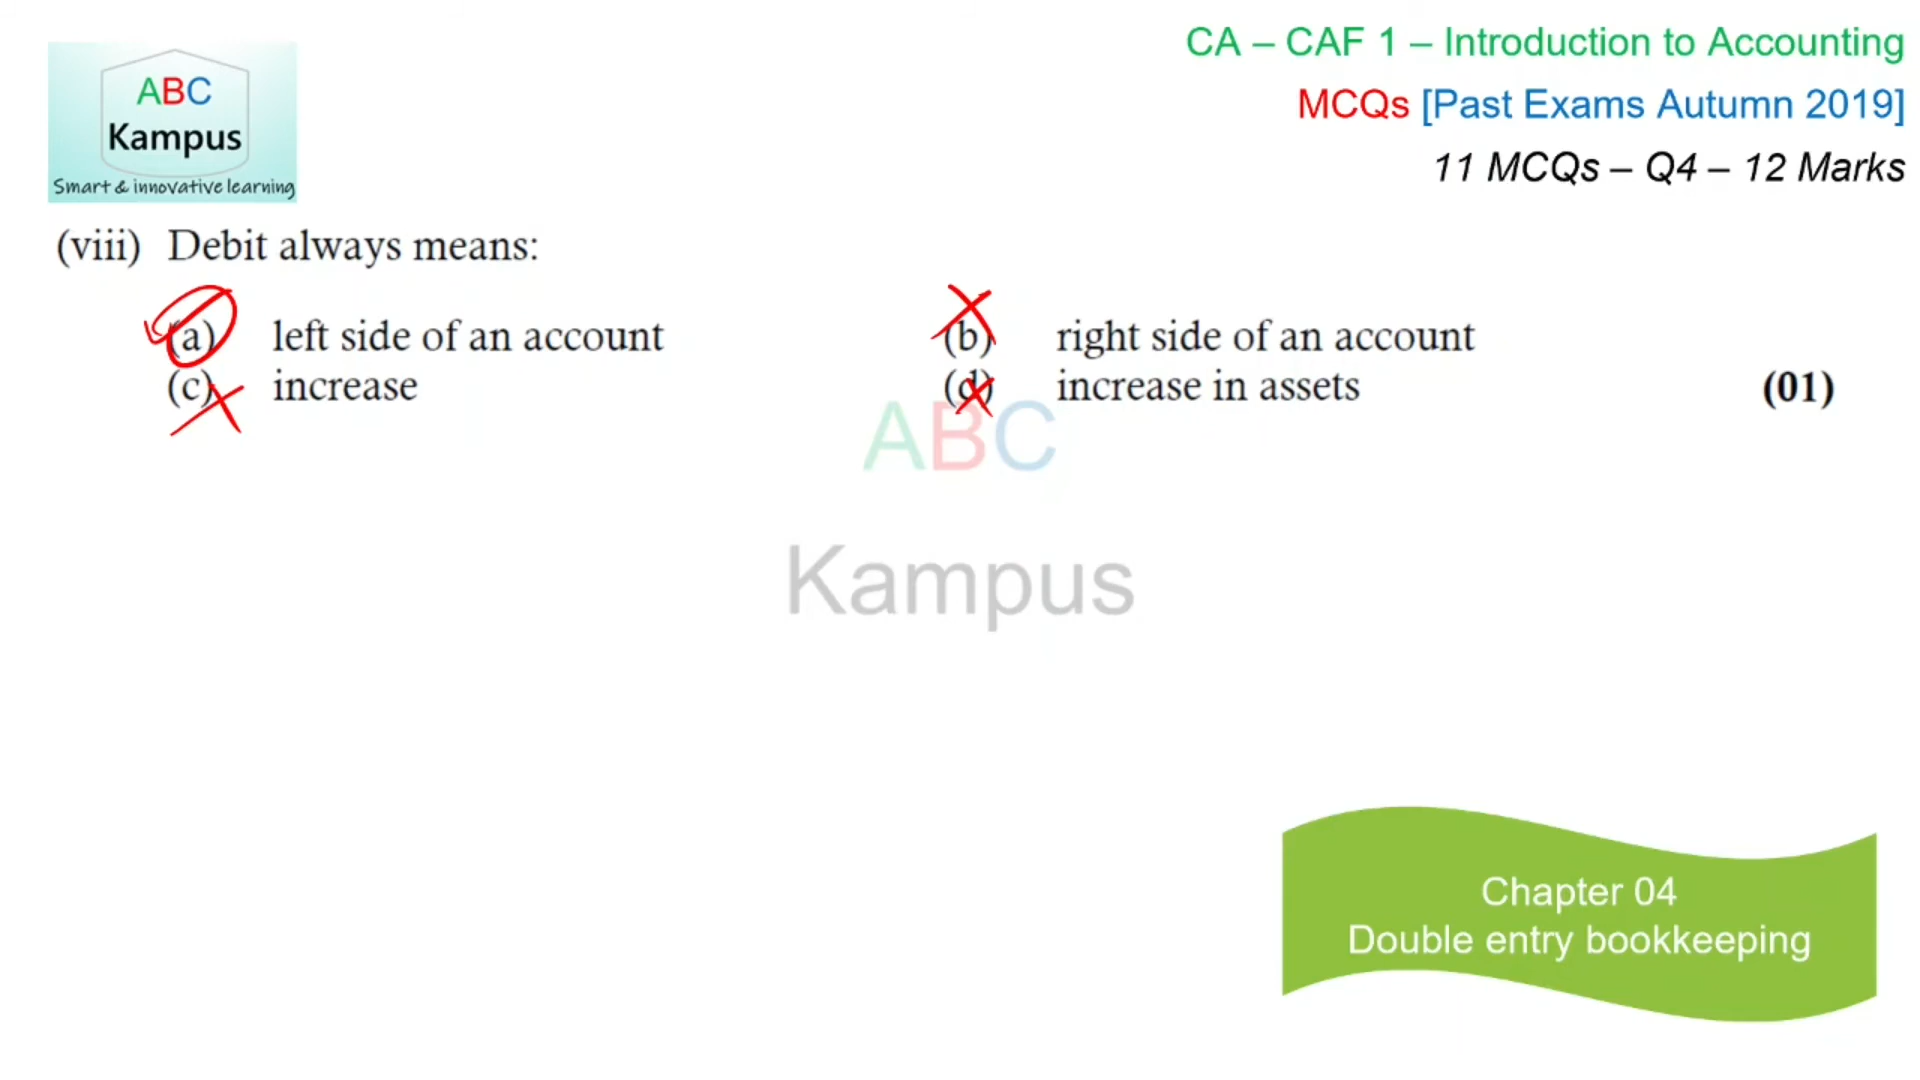 CA – CAF 1 – Introduction to Accounting
ABC
Kampus
Smart & innovative learning
MCQs [Past Exams Autumn 2019]
11 MCQs – Q4 – 12 Marks
(viii) Debit always means:
(a) left side of an account (b) right side of an account
(c) increase (d) increase in assets (01)
ABC
Kampus
Chapter 04
Double entry bookkeeping